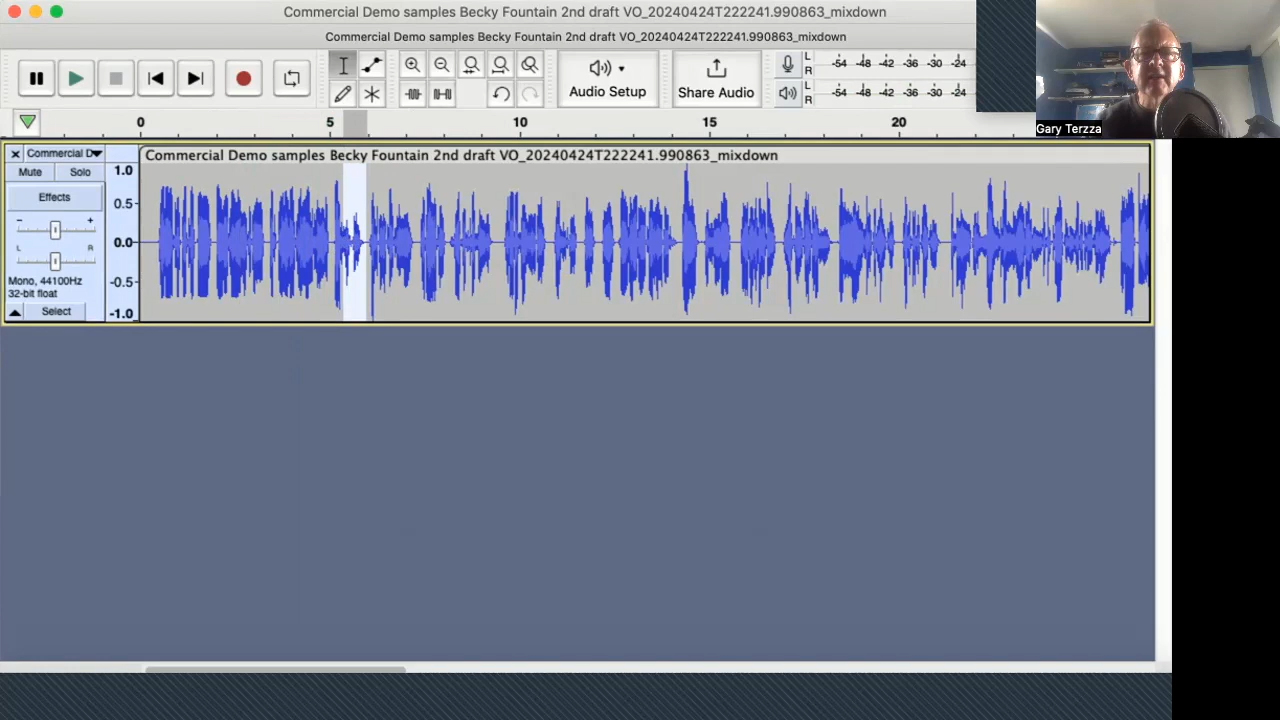 Commercial Demo samples Becky Fountain 2nd draft VO_20240424T222241.990863_mixdown
Commercial Demo samples Becky Fountain 2nd draft VO_20240424T222241.990863_mixdown
Audio Setup
Share Audio
L
R
-54 -48 -42 -36 -30 -24
L
R
-54 -48 -42 -36 -30 -24
Gary Terzza
0 5 10 15 20
Commercial D
Commercial Demo samples Becky Fountain 2nd draft VO_20240424T222241.990863_mixdown
Mute Solo
Effects
- +
L R
Mono, 44100Hz
32-bit float
Select
1.0
0.5-
0.0-
-0.5-
-1.0